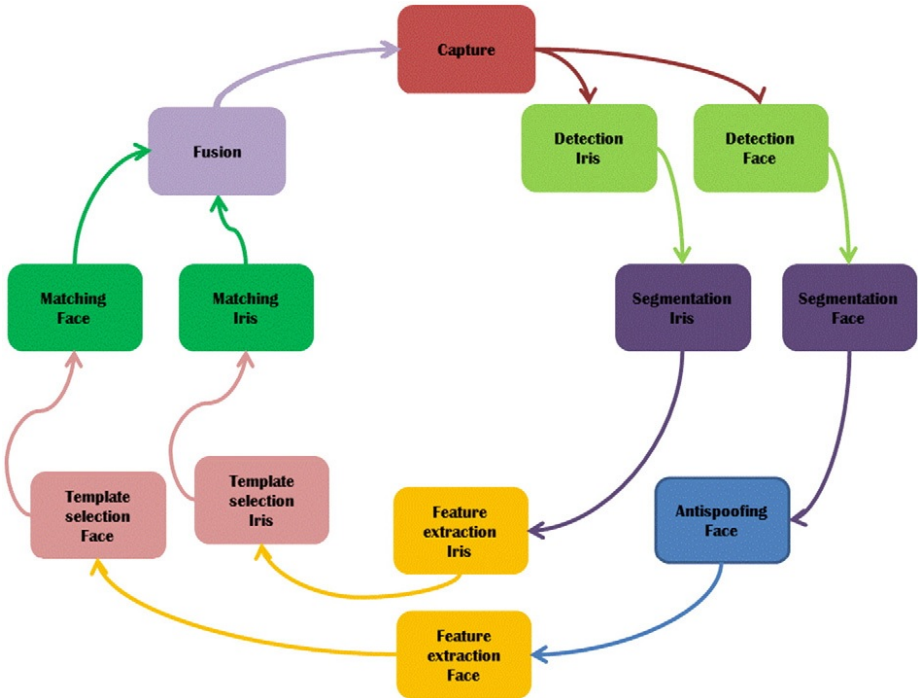 Capture
Detection
Iris
Detection
Face
Fusion
Matching
Face
Matching
Iris
Segmentation
Iris
Segmentation
Face
Template
selection
Face
Template
selection
Iris
Feature
extraction
Iris
Antispoofing
Face
Feature
extraction
Face